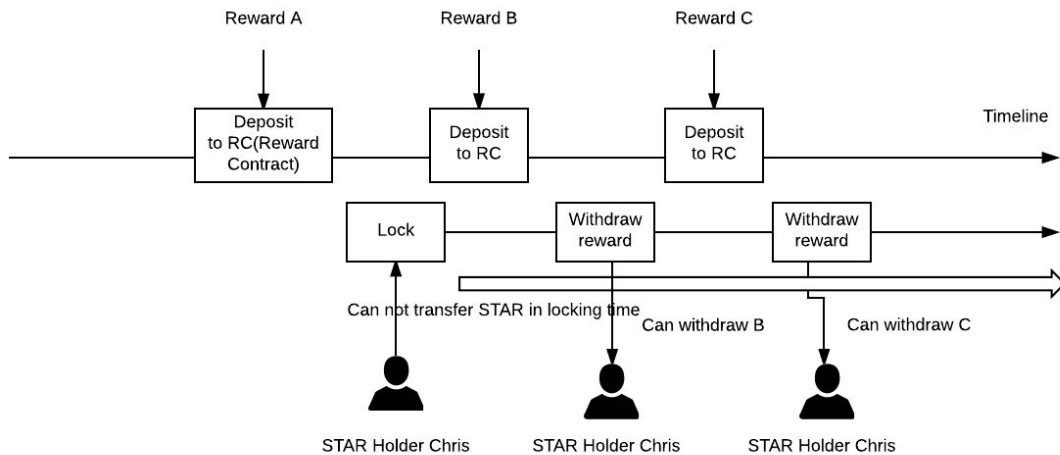 Reward A
Reward B
Reward C
Deposit
to RC(Reward
Contract)
Deposit
to RC
Deposit
to RC
Timeline
Lock
Withdraw
reward
Withdraw
reward
Can not transfer STAR in locking time
Can withdraw B
Can withdraw C
STAR Holder Chris
STAR Holder Chris
STAR Holder Chris